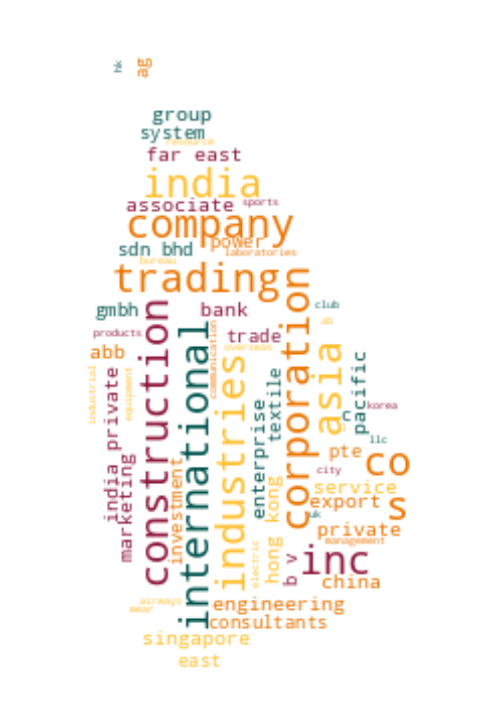 hk
ag
group
system
resource
far east
india
associate
sports
company
power
sdn bhd
laboratories
bureau
trading
n
gmbh
bank
club
ab
products
trade
overseas
abb
construction
international
communication
corporation
asia
pacific
industrial
india private
equipment
industries
textile
enterprise
korea
c
l
llc
pte
co
city
service
marketing
investment
hong kong
export
s
uk
private
management
electric
b v
inc
china
airways
wear
engineering
consultants
singapore
east